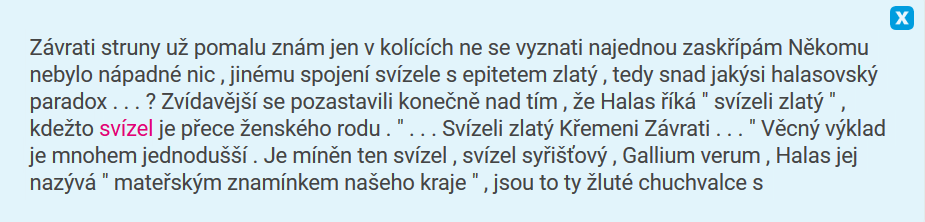 X
Závrati struny už pomalu znám jen v kolících ne se vyznati najednou zaskřípám Někomu
nebylo nápadné nic , jinému spojení svízele s epitetem zlatý , tedy snad jakýsi halasovský
paradox . . . ? Zvídavější se pozastavili konečně nad tím , že Halas říká " svízeli zlatý " ,
kdežto svízel je přece ženského rodu . " . . . Svízeli zlatý Křemeni Závrati . . . " Věcný výklad
je mnohem jednodušší . Je míněn ten svízel , svízel syřišťový , Gallium verum , Halas jej
nazývá " mateřským znamínkem našeho kraje " , jsou to ty žluté chuchvalce s